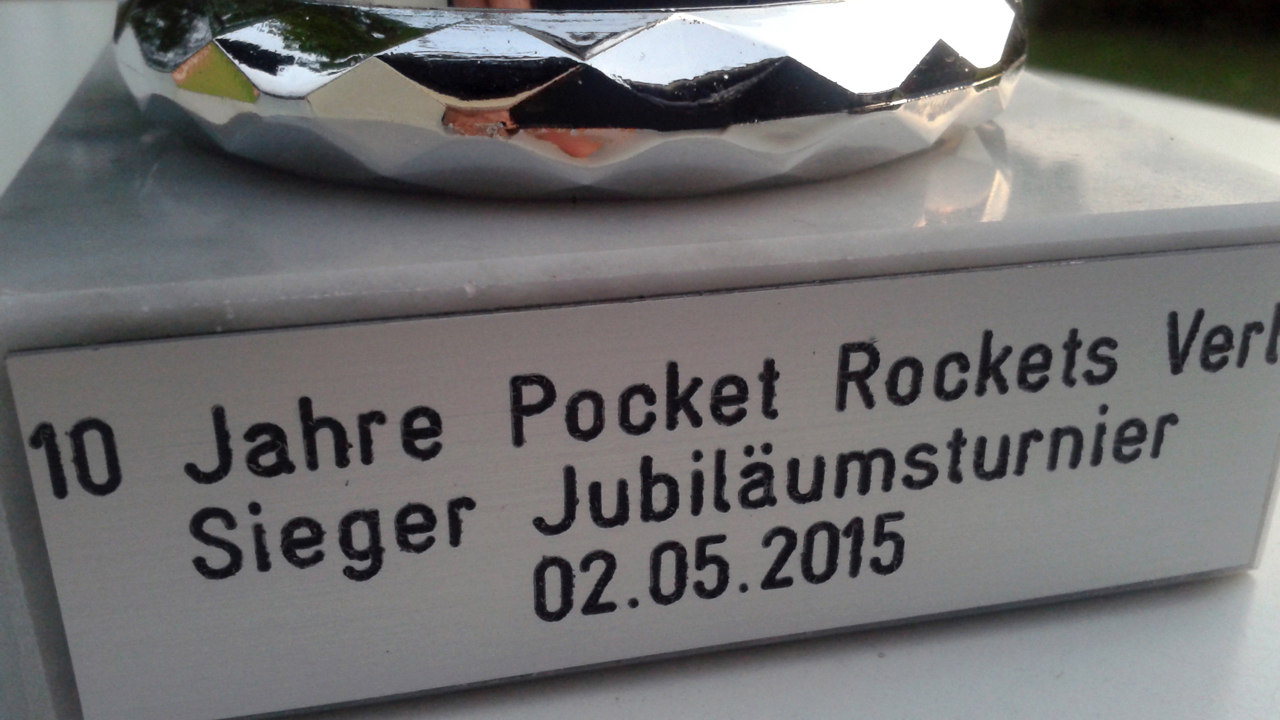 10 Jahre Pocket Rockets Verl
Sieger Jubiläumsturnier
02.05.2015